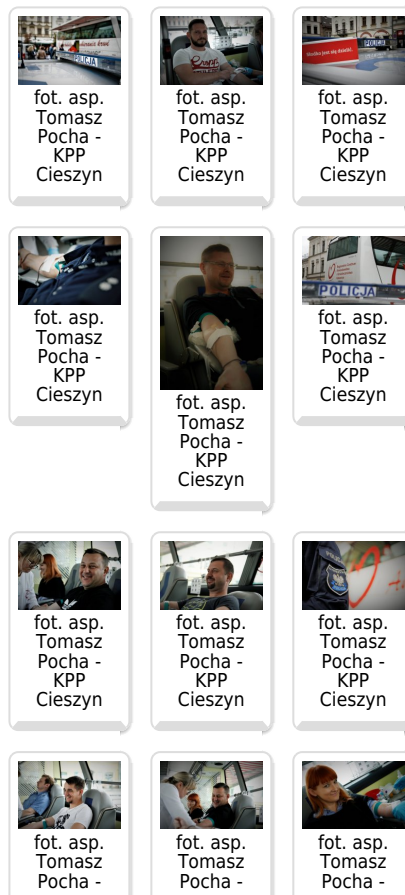 POLICJA
POLICJA
fot. asp.
Tomasz
Pocha -
KPP
Cieszyn
fot. asp.
Tomasz
Pocha -
KPP
Cieszyn
fot. asp.
Tomasz
Pocha -
KPP
Cieszyn
POLICJA
fot. asp.
Tomasz
Pocha -
KPP
Cieszyn
fot. asp.
Tomasz
Pocha -
KPP
Cieszyn
fot. asp.
Tomasz
Pocha -
KPP
Cieszyn
fot. asp.
Tomasz
Pocha -
KPP
Cieszyn
fot. asp.
Tomasz
Pocha -
KPP
Cieszyn
fot. asp.
Tomasz
Pocha -
KPP
Cieszyn
fot. asp.
Tomasz
Pocha -
fot. asp.
Tomasz
Pocha -
fot. asp.
Tomasz
Pocha -